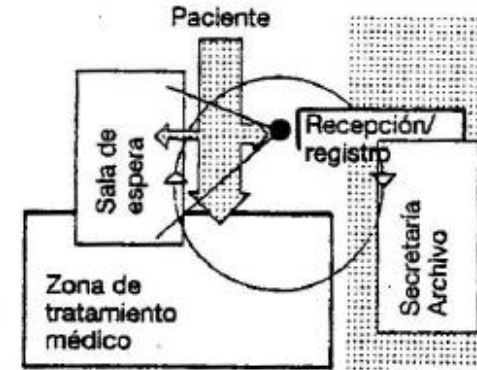 Paciente
Sala de
espera
Recepción/
registro
Zona de
tratamiento
médico
Secretaría
Archivo